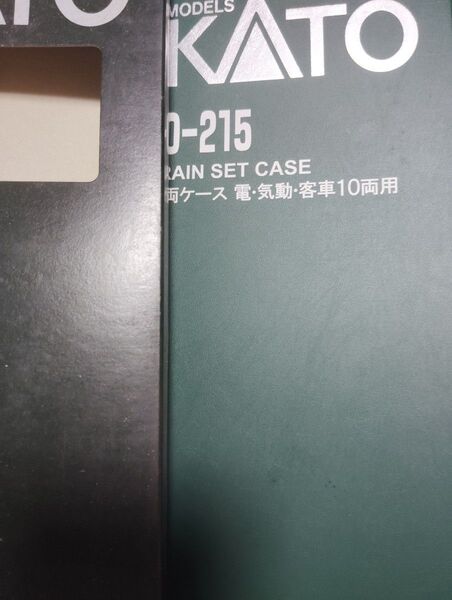 TO
MODELS
KATO
0-215
RAIN SET CASE
両ケース 電・気動・客車10両用